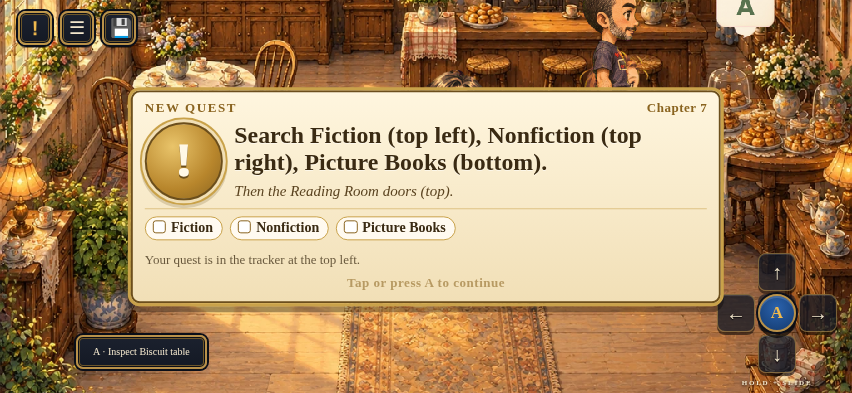 !
☰
A
NEW QUEST
Chapter 7
!
Search Fiction (top left), Nonfiction (top
right), Picture Books (bottom).
Then the Reading Room doors (top).
Fiction
Nonfiction
Picture Books
Your quest is in the tracker at the top left.
Tap or press A to continue
↑
← A →
↓
A · Inspect Biscuit table
HOLD · SLIDE